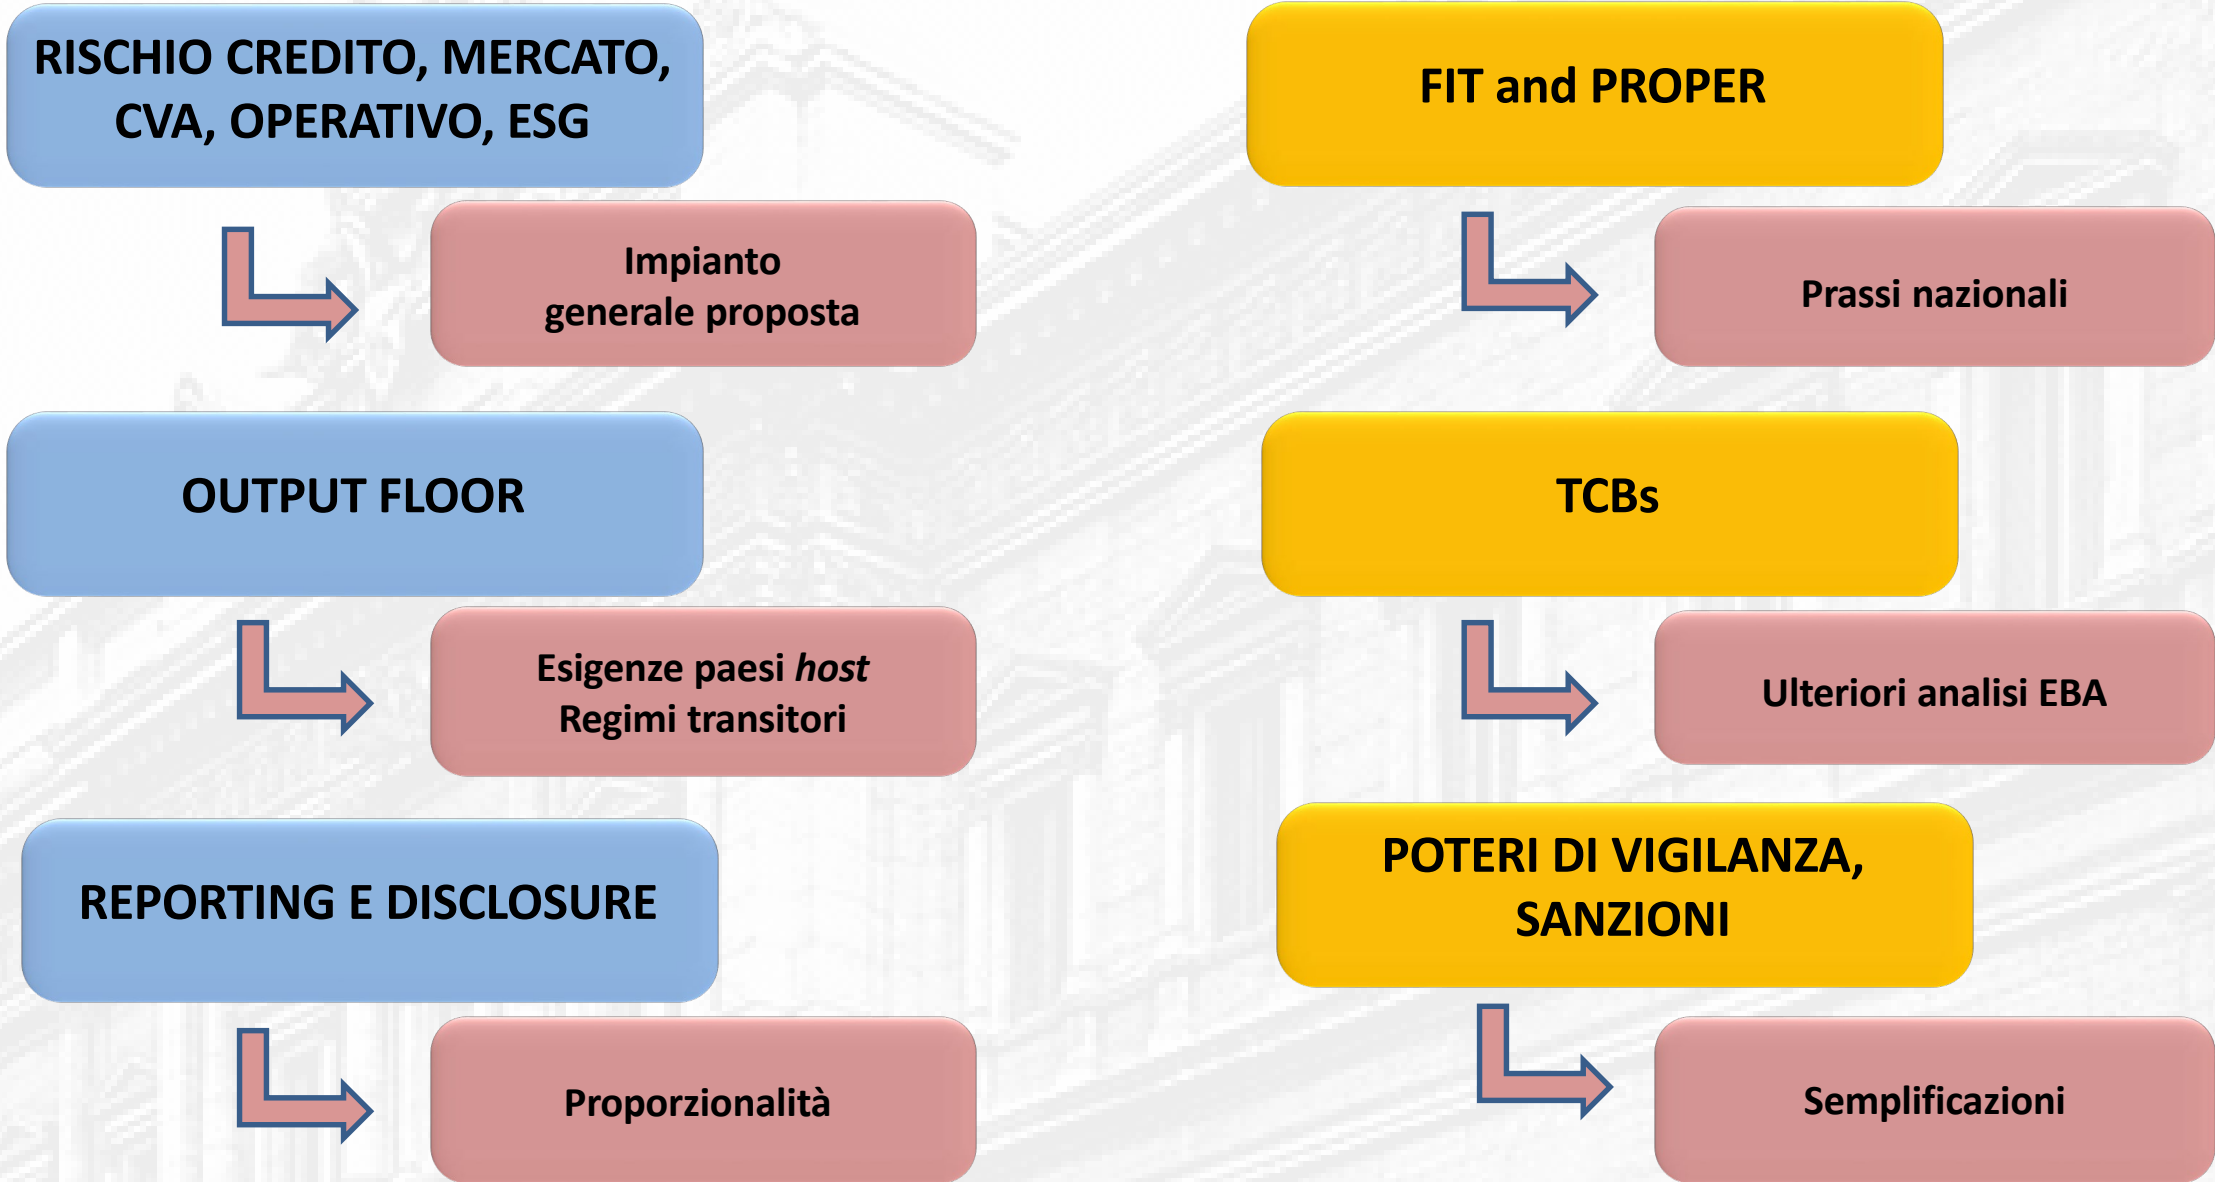 RISCHIO CREDITO, MERCATO,
CVA, OPERATIVO, ESG
Impianto
generale proposta
OUTPUT FLOOR
Esigenze paesi host
Regimi transitori
REPORTING E DISCLOSURE
Proporzionalità
FIT and PROPER
Prassi nazionali
TCBs
Ulteriori analisi EBA
POTERI DI VIGILANZA,
SANZIONI
Semplificazioni